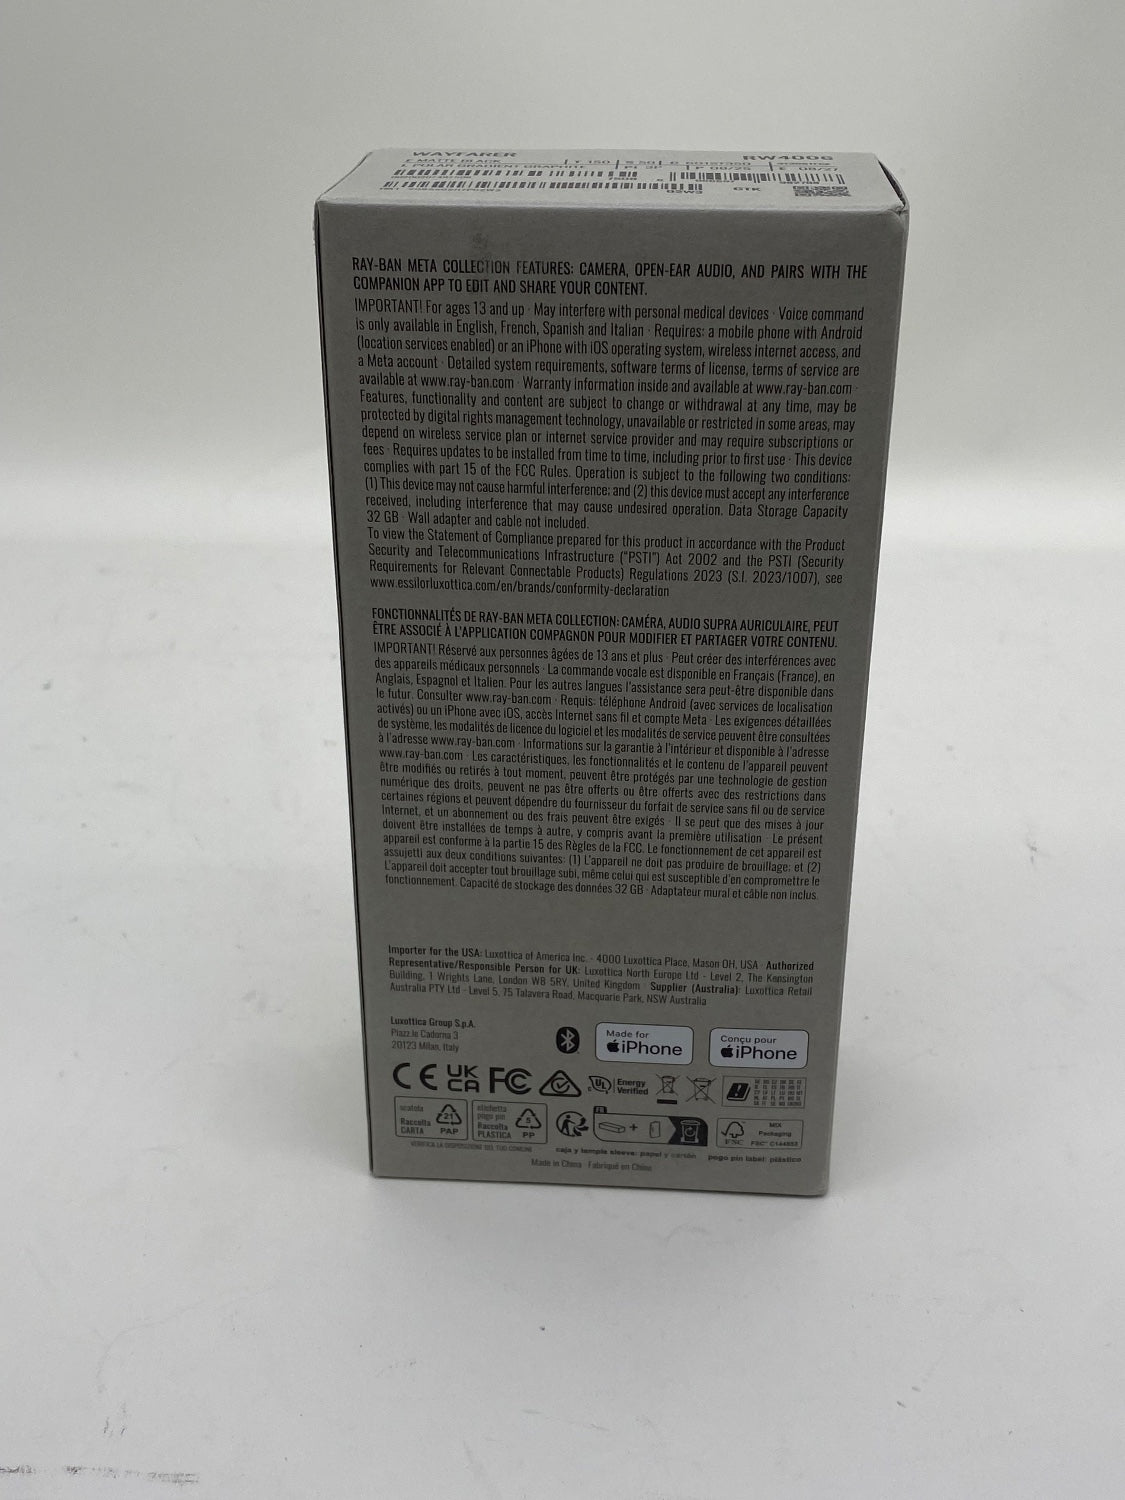 WAYFARER RW4006
F MATTE BLACK T 150 S 50
L POLAR GRADIENT GRAPHITE PT 3P F 08/25 E 08/27
02W3 GTK
RAY-BAN META COLLECTION FEATURES: CAMERA, OPEN-EAR AUDIO, AND PAIRS WITH THE
COMPANION APP TO EDIT AND SHARE YOUR CONTENT.
IMPORTANT! For ages 13 and up · May interfere with personal medical devices · Voice command
is only available in English, French, Spanish and Italian · Requires: a mobile phone with Android
(location services enabled) or an iPhone with iOS operating system, wireless internet access, and
a Meta account · Detailed system requirements, software terms of license, terms of service are
available at www.ray-ban.com · Warranty information inside and available at www.ray-ban.com ·
Features, functionality and content are subject to change or withdrawal at any time, may be
protected by digital rights management technology, unavailable or restricted in some areas, may
depend on wireless service plan or internet service provider and may require subscriptions or
fees · Requires updates to be installed from time to time, including prior to first use · This device
complies with part 15 of the FCC Rules. Operation is subject to the following two conditions:
(1) This device may not cause harmful interference; and (2) this device must accept any interference
received, including interference that may cause undesired operation. Data Storage Capacity
32 GB · Wall adapter and cable not included.
To view the Statement of Compliance prepared for this product in accordance with the Product
Security and Telecommunications Infrastructure ("PSTI") Act 2002 and the PSTI (Security
Requirements for Relevant Connectable Products) Regulations 2023 (S.I. 2023/1007), see
www.essilorluxottica.com/en/brands/conformity-declaration
FONCTIONNALITÉS DE RAY-BAN META COLLECTION: CAMÉRA, AUDIO SUPRA AURICULAIRE, PEUT
ÊTRE ASSOCIÉ À L'APPLICATION COMPAGNON POUR MODIFIER ET PARTAGER VOTRE CONTENU.
IMPORTANT! Réservé aux personnes âgées de 13 ans et plus · Peut créer des interférences avec
des appareils médicaux personnels · La commande vocale est disponible en Français (France), en
Anglais, Espagnol et Italien. Pour les autres langues l'assistance sera peut-être disponible dans
le futur. Consulter www.ray-ban.com · Requis: téléphone Android (avec services de localisation
activés) ou un iPhone avec iOS, accès Internet sans fil et compte Meta · Les exigences détaillées
de système, les modalités de licence du logiciel et les modalités de service peuvent être consultées
à l'adresse www.ray-ban.com · Informations sur la garantie à l'intérieur et disponible à l'adresse
www.ray-ban.com · Les caractéristiques, les fonctionnalités et le contenu de l'appareil peuvent
être modifiés ou retirés à tout moment, peuvent être protégés par une technologie de gestion
numérique des droits, peuvent ne pas être offerts ou être offerts avec des restrictions dans
certaines régions et peuvent dépendre du fournisseur du forfait de service sans fil ou de service
Internet, et un abonnement ou des frais peuvent être exigés · Il se peut que des mises à jour
doivent être installées de temps à autre, y compris avant la première utilisation · Le présent
appareil est conforme à la partie 15 des Règles de la FCC. Le fonctionnement de cet appareil est
assujetti aux deux conditions suivantes: (1) L'appareil ne doit pas produire de brouillage; et (2)
L'appareil doit accepter tout brouillage subi, même celui qui est susceptible d'en compromettre le
fonctionnement. Capacité de stockage des données 32 GB · Adaptateur mural et câble non inclus.
Importer for the USA: Luxottica of America Inc. · 4000 Luxottica Place, Mason OH, USA · Authorized
Representative/Responsible Person for UK: Luxottica North Europe Ltd - Level 2, The Kensington
Building, 1 Wrights Lane, London W8 5RY, United Kingdom · Supplier (Australia): Luxottica Retail
Australia PTY Ltd - Level 5, 75 Talavera Road, Macquarie Park, NSW Australia
Luxottica Group S.p.A.
Piazz.le Cadorna 3
20123 Milan, Italy
Made for
iPhone
Conçu pour
iPhone
CE UK CA FC UL Energy Verified
scatola
Raccolta
CARTA
21
PAP
etichetta
pogo pin
Raccolta
PLASTICA
5
PP
VERIFICA LA DISPOSIZIONI DEL TUO COMUNE
FR
+
FSC
MIX
Packaging
caja y temple sleeve: papel y cartón pogo pin label: plástico
Made in China · Fabriqué en Chine